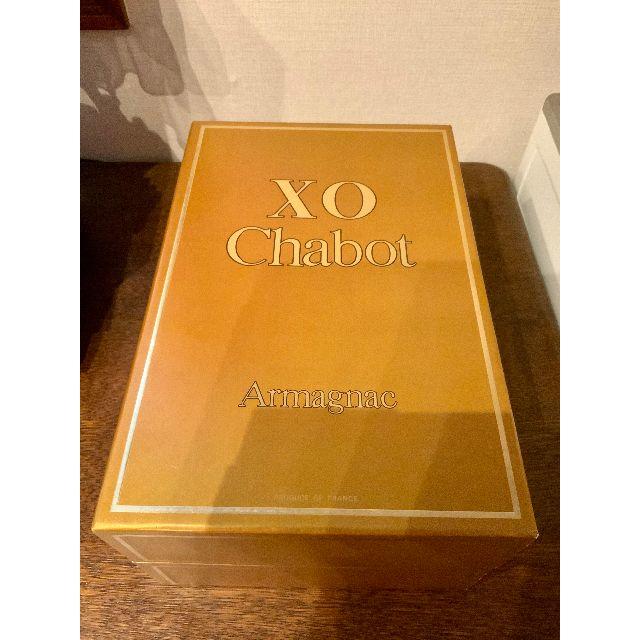 XO
Chabot
Armagnac
PRODUCE OF FRANCE